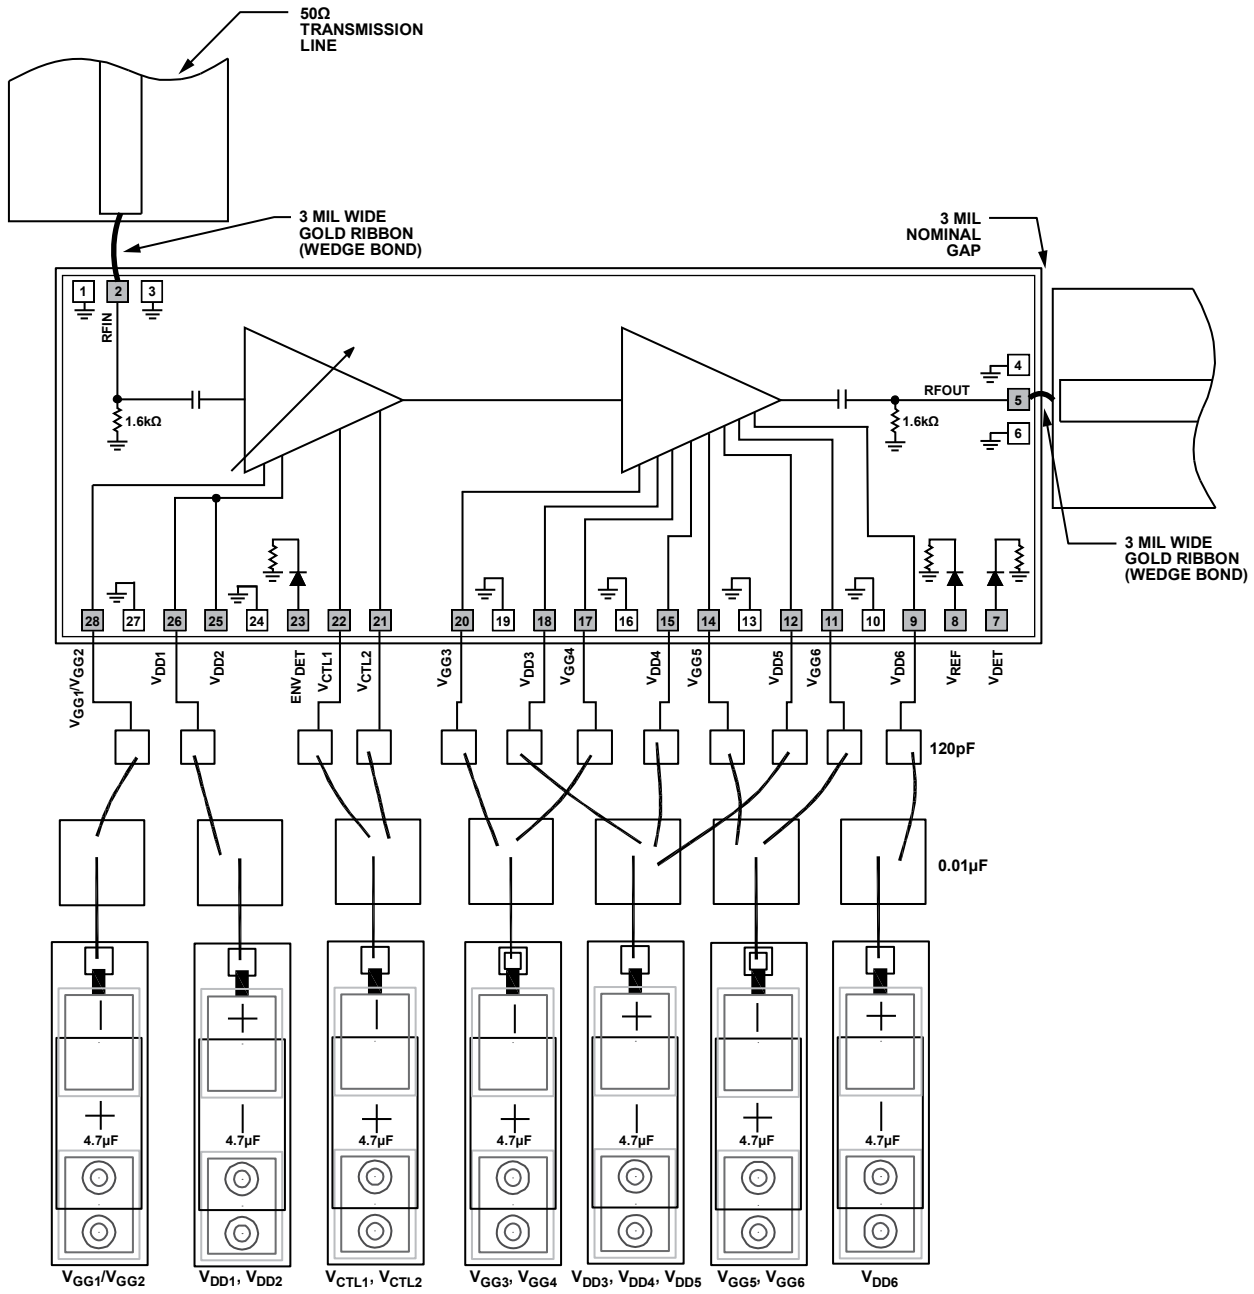 50Ω
TRANSMISSION
LINE
3 MIL WIDE
GOLD RIBBON
(WEDGE BOND)
3 MIL
NOMINAL
GAP
1
2
3
RFIN
1.6kΩ
4
RFOUT
5
1.6kΩ
6
3 MIL WIDE
GOLD RIBBON
(WEDGE BOND)
28
27
26
25
24
23
22
21
20
19
18
17
16
15
14
13
12
11
10
9
8
7
VGG1/VGG2
VDD1
VDD2
ENVDET
VCTL1
VCTL2
VGG3
VDD3
VGG4
VDD4
VGG5
VDD5
VGG6
VDD6
VREF
VDET
120pF
0.01µF
4.7µF
4.7µF
4.7µF
4.7µF
4.7µF
4.7µF
4.7µF
VGG1/VGG2
VDD1, VDD2
VCTL1, VCTL2
VGG3, VGG4
VDD3, VDD4, VDD5
VGG5, VGG6
VDD6